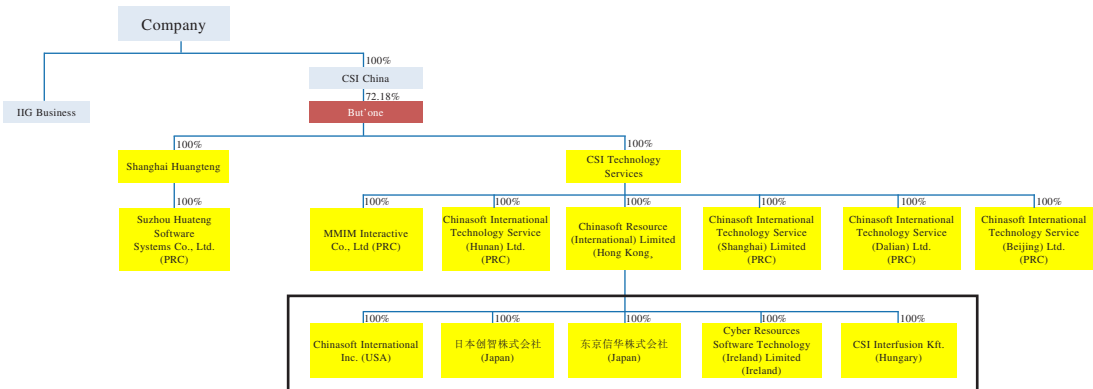 Company
100%
CSI China
IIG Business
72.18%
But'one
100%
100%
Shanghai Huangteng
CSI Technology
Services
100%
100%
100%
100%
100%
100%
100%
Suzhou Huateng
Software
Systems Co., Ltd.
(PRC)
MMIM Interactive
Co., Ltd (PRC)
Chinasoft International
Technology Service
(Hunan) Ltd.
(PRC)
Chinasoft Resource
(International) Limited
(Hong Kong,
Chinasoft International
Technology Service
(Shanghai) Limited
(PRC)
Chinasoft International
Technology Service
(Dalian) Ltd.
(PRC)
Chinasoft International
Technology Service
(Beijing) Ltd.
(PRC)
100%
100%
100%
100%
100%
Chinasoft International
Inc. (USA)
日本创智株式会社
(Japan)
东京信华株式会社
(Japan)
Cyber Resources
Software Technology
(Ireland) Limited
(Ireland)
CSI Interfusion Kft.
(Hungary)